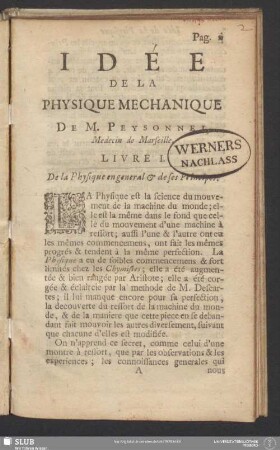 Pag. 1
2
IDÉE
DE LA
PHYSIQUE MECHANIQUE
DE M. PEYSONNEL
Medecin de Marseille
LIVRE I.
De la Physique en general & de ses Principes
WERNERS
NACHLASS
LA Physique est la science du mouve-
ment de la machine du monde; el-
le est la même dans le fond que cel-
le du mouvement d'une machine à
ressort; aussi l'une & l'autre ont eu
les mêmes commencemens, ont fait les mêmes
progrés & tendent à la même perfection. La
Physique a eu de foibles commencemens & fort
limités chez les Chymistes; elle a été augmen-
tée & bien rangée par Aristote; elle a été corri-
gée & éclaircie par la methode de M. Descar-
tes; il lui manque encore pour sa perfection,
la decouverte du ressort de la machine du mon-
de, & de la maniere que cette piece en se deban-
dant fait mouvoir les autres diversement, suivant
que chacune d'elles est modifiée.
On n'apprend ce secret, comme celui d'une
montre à ressort, que par les observations & les
experiences; les connoissances generales qui
A nous
SLUB